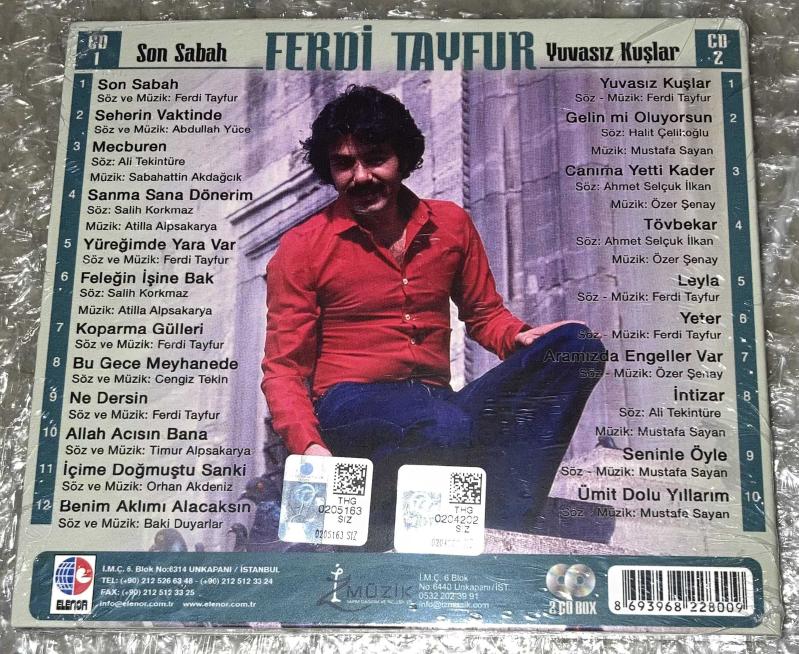 CD 1
Son Sabah
FERDİ TAYFUR
Yuvasız Kuşlar
CD 2
1 Son Sabah
Söz ve Müzik: Ferdi Tayfur
2 Seherin Vaktinde
Söz ve Müzik: Abdullah Yüce
3 Mecburen
Söz: Ali Tekintüre
Müzik: Sabahattin Akdağcık
4 Sanma Sana Dönerim
Söz: Salih Korkmaz
Müzik: Atilla Alpsakarya
5 Yüreğimde Yara Var
Söz ve Müzik: Ferdi Tayfur
6 Feleğin İşine Bak
Söz: Salih Korkmaz
Müzik: Atilla Alpsakarya
7 Koparma Gülleri
Söz ve Müzik: Ferdi Tayfur
8 Bu Gece Meyhanede
Söz ve Müzik: Cengiz Tekin
9 Ne Dersin
Söz ve Müzik: Ferdi Tayfur
10 Allah Acısın Bana
Söz ve Müzik: Timur Alpsakarya
11 İçime Doğmuştu Sanki
Söz ve Müzik: Orhan Akdeniz
12 Benim Aklımı Alacaksın
Söz ve Müzik: Baki Duyarlar
Yuvasız Kuşlar 1
Söz - Müzik: Ferdi Tayfur
Gelin mi Oluyorsun 2
Söz: Halit Çelikoğlu
Müzik: Mustafa Sayan
Canıma Yetti Kader 3
Söz: Ahmet Selçuk İlkan
Müzik: Özer Şenay
Tövbekar 4
Söz: Ahmet Selçuk İlkan
Müzik: Özer Şenay
Leyla 5
Söz - Müzik: Ferdi Tayfur
Yeter 6
Söz - Müzik: Ferdi Tayfur
Aramızda Engeller Var 7
Söz - Müzik: Özer Şenay
İntizar 8
Söz: Ali Tekintüre
Müzik: Mustafa Sayan
Seninle Öyle 9
Söz - Müzik: Mustafa Sayan
Ümit Dolu Yıllarım 10
Söz - Müzik: Mustafa Sayan
THG
0205163
SIZ
0205163 SIZ
THG
0204202
SIZ
ELENOR
İ.M.Ç. 6. Blok No:6314 UNKAPANI / İSTANBUL
TEL: (+90) 212 526 63 48 - (+90) 212 512 33 24
FAX: (+90) 212 512 33 25
info@elenor.com.tr www.elenor.com.tr
MÜZİK
İ.M.Ç. 6 Blok
No:6440 Unkapanı/İST.
0532 202 39 91
info@izmuzik.com
2 CD BOX
8 693968 228009